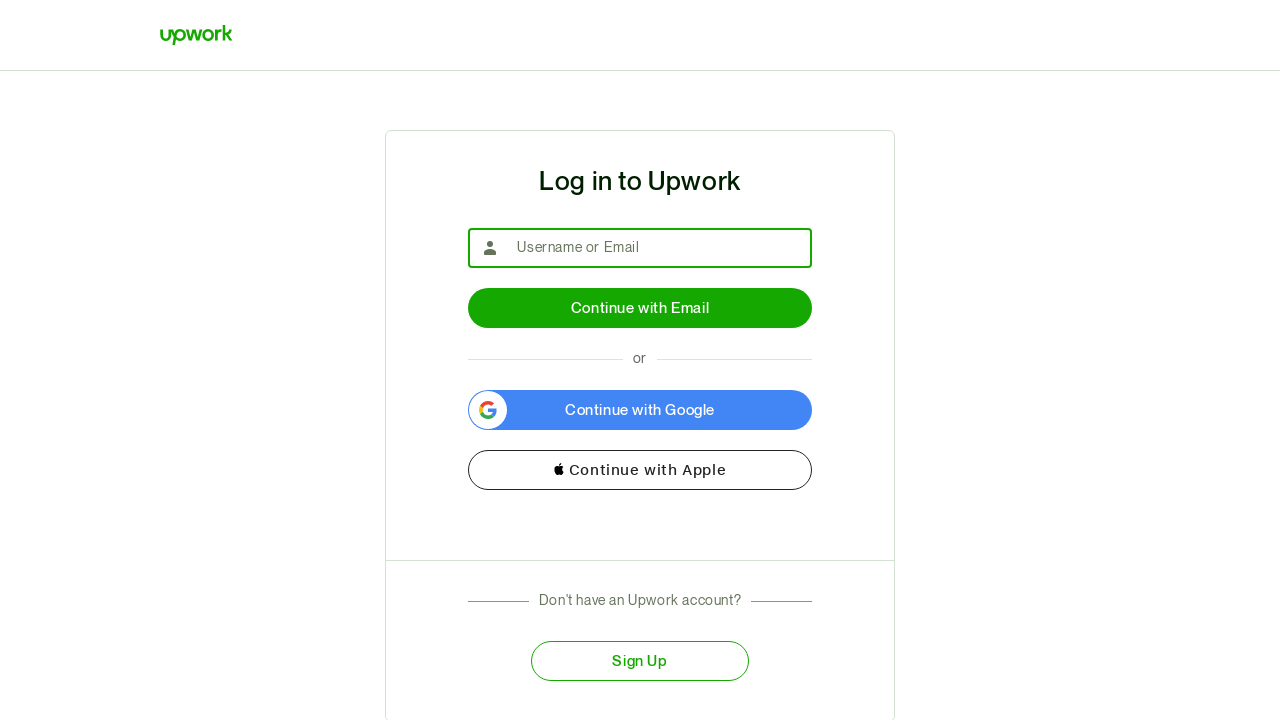 upwork
Log in to Upwork
Username or Email
Continue with Email
or
Continue with Google
Continue with Apple
Don't have an Upwork account?
Sign Up